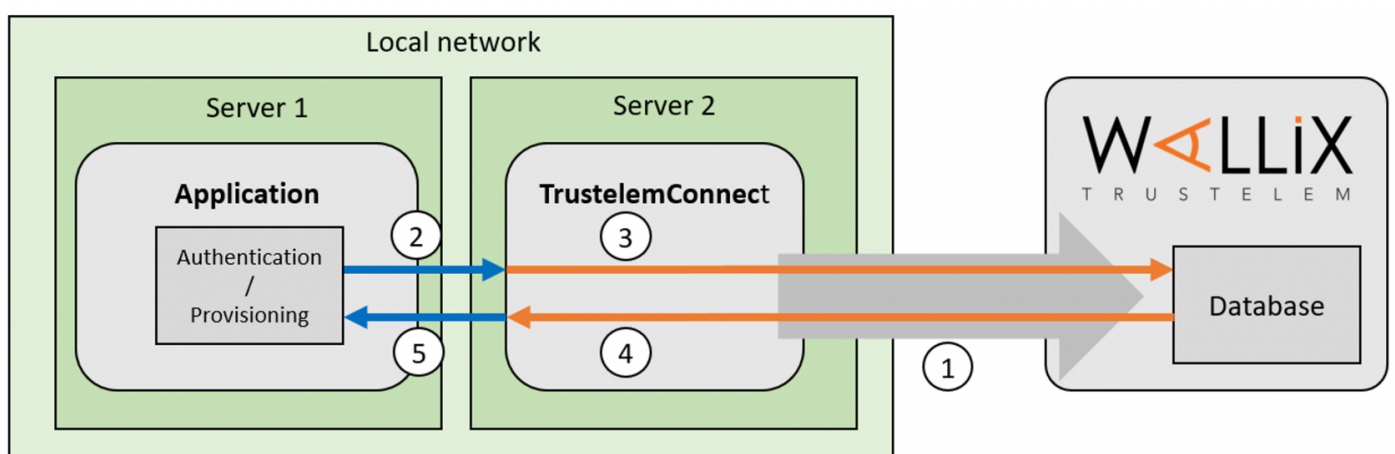 Local network
Server 1
Server 2
Application
Authentication
/
Provisioning
TrustelemConnect
2
3
5
4
1
WALLiX
TRUSTELEM
Database